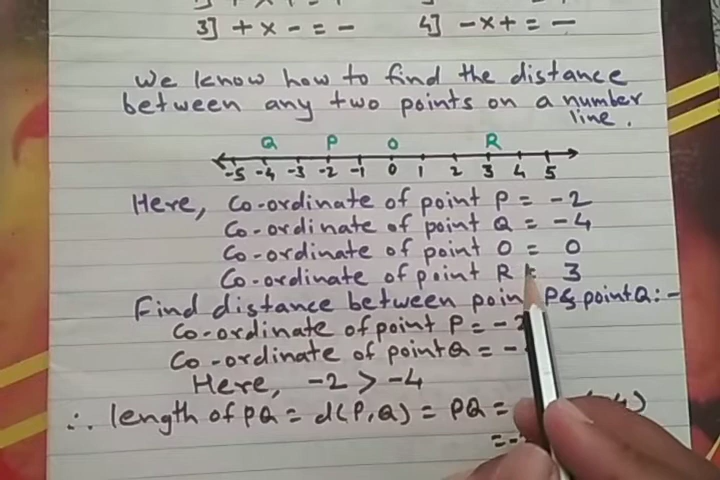 3] + x - = -    4] - x + = -
We know how to find the distance
between any two points on a number
line.
Q P O R
-5 -4 -3 -2 -1 0 1 2 3 4 5
Here, Co-ordinate of point P = -2
Co-ordinate of point Q = -4
Co-ordinate of point O = 0
Co-ordinate of point R = 3
Find distance between point P & point Q :-
Co-ordinate of point P = -2
Co-ordinate of point Q = -
Here, -2 > -4
∴ length of PQ = d(P,Q) = PQ =
= -